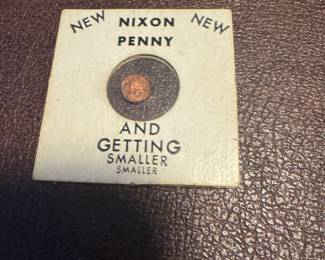 NEW NIXON NEW
PENNY
AND
GETTING
SMALLER
SMALLER